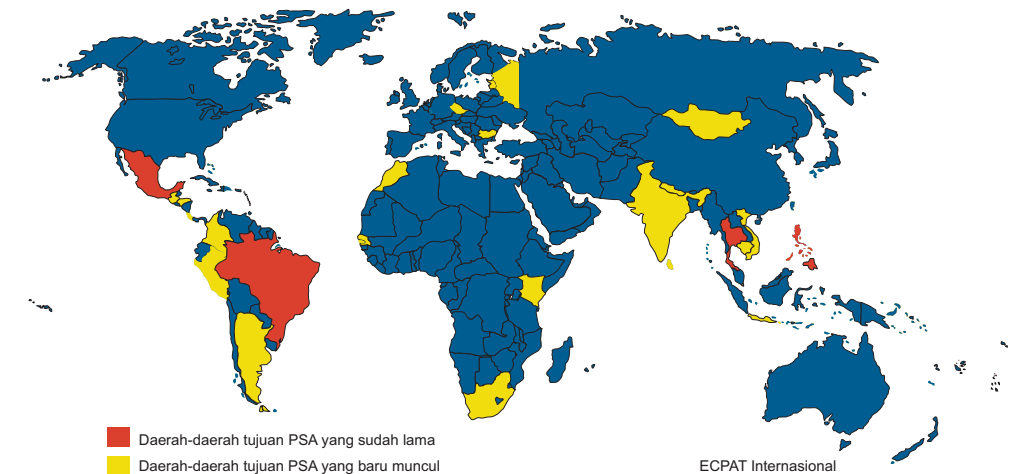 Daerah-daerah tujuan PSA yang sudah lama
Daerah-daerah tujuan PSA yang baru muncul
ECPAT Internasional